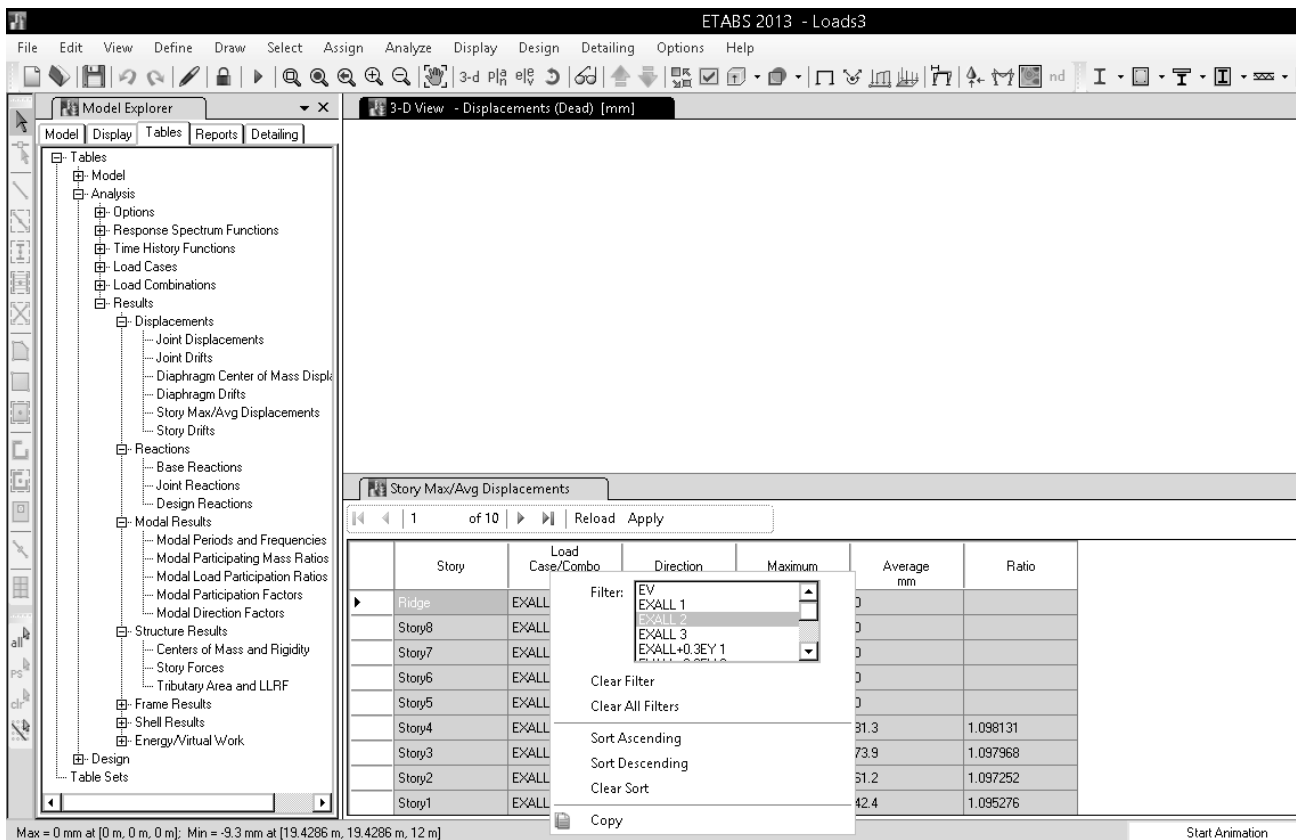 ETABS 2013 - Loads3
File Edit View Define Draw Select Assign Analyze Display Design Detailing Options Help
3-d nd
Model Explorer
Model Display Tables Reports Detailing
Tables
Model
Analysis
Options
Response Spectrum Functions
Time History Functions
Load Cases
Load Combinations
Results
Displacements
Joint Displacements
Joint Drifts
Diaphragm Center of Mass Displa
Diaphragm Drifts
Story Max/Avg Displacements
Story Drifts
Reactions
Base Reactions
Joint Reactions
Design Reactions
Modal Results
Modal Periods and Frequencies
Modal Participating Mass Ratios
Modal Load Participation Ratios
Modal Participation Factors
Modal Direction Factors
Structure Results
Centers of Mass and Rigidity
Story Forces
Tributary Area and LLRF
Frame Results
Shell Results
Energy/Virtual Work
Design
Table Sets
all
ps
clr
3-D View - Displacements (Dead) [mm]
Story Max/Avg Displacements
1 of 10 Reload Apply
Story Load Case/Combo Direction Maximum Average mm Ratio
Ridge EXALL
Story8 EXALL
Story7 EXALL
Story6 EXALL
Story5 EXALL
Story4 EXALL 31.3 1.098131
Story3 EXALL 73.9 1.097968
Story2 EXALL 61.2 1.097252
Story1 EXALL 42.4 1.095276
Filter:
EV
EXALL 1
EXALL 2
EXALL 3
EXALL+0.3EY 1
Clear Filter
Clear All Filters
Sort Ascending
Sort Descending
Clear Sort
Copy
Max = 0 mm at [0 m, 0 m, 0 m]; Min = -9.3 mm at [19.4286 m, 19.4286 m, 12 m]
Start Animation